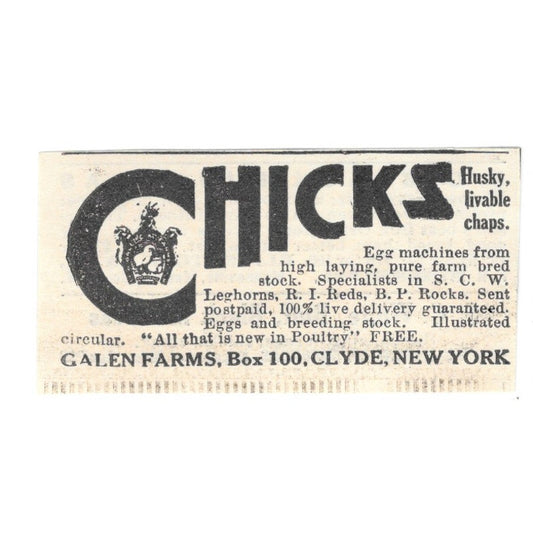 CHICKS
Husky,
livable
chaps.
Egg machines from
high laying, pure farm bred
stock. Specialists in S. C. W.
Leghorns, R. I. Reds, B. P. Rocks. Sent
postpaid, 100% live delivery guaranteed.
Eggs and breeding stock. Illustrated
circular. "All that is new in Poultry" FREE.
GALEN FARMS, Box 100, CLYDE, NEW YORK